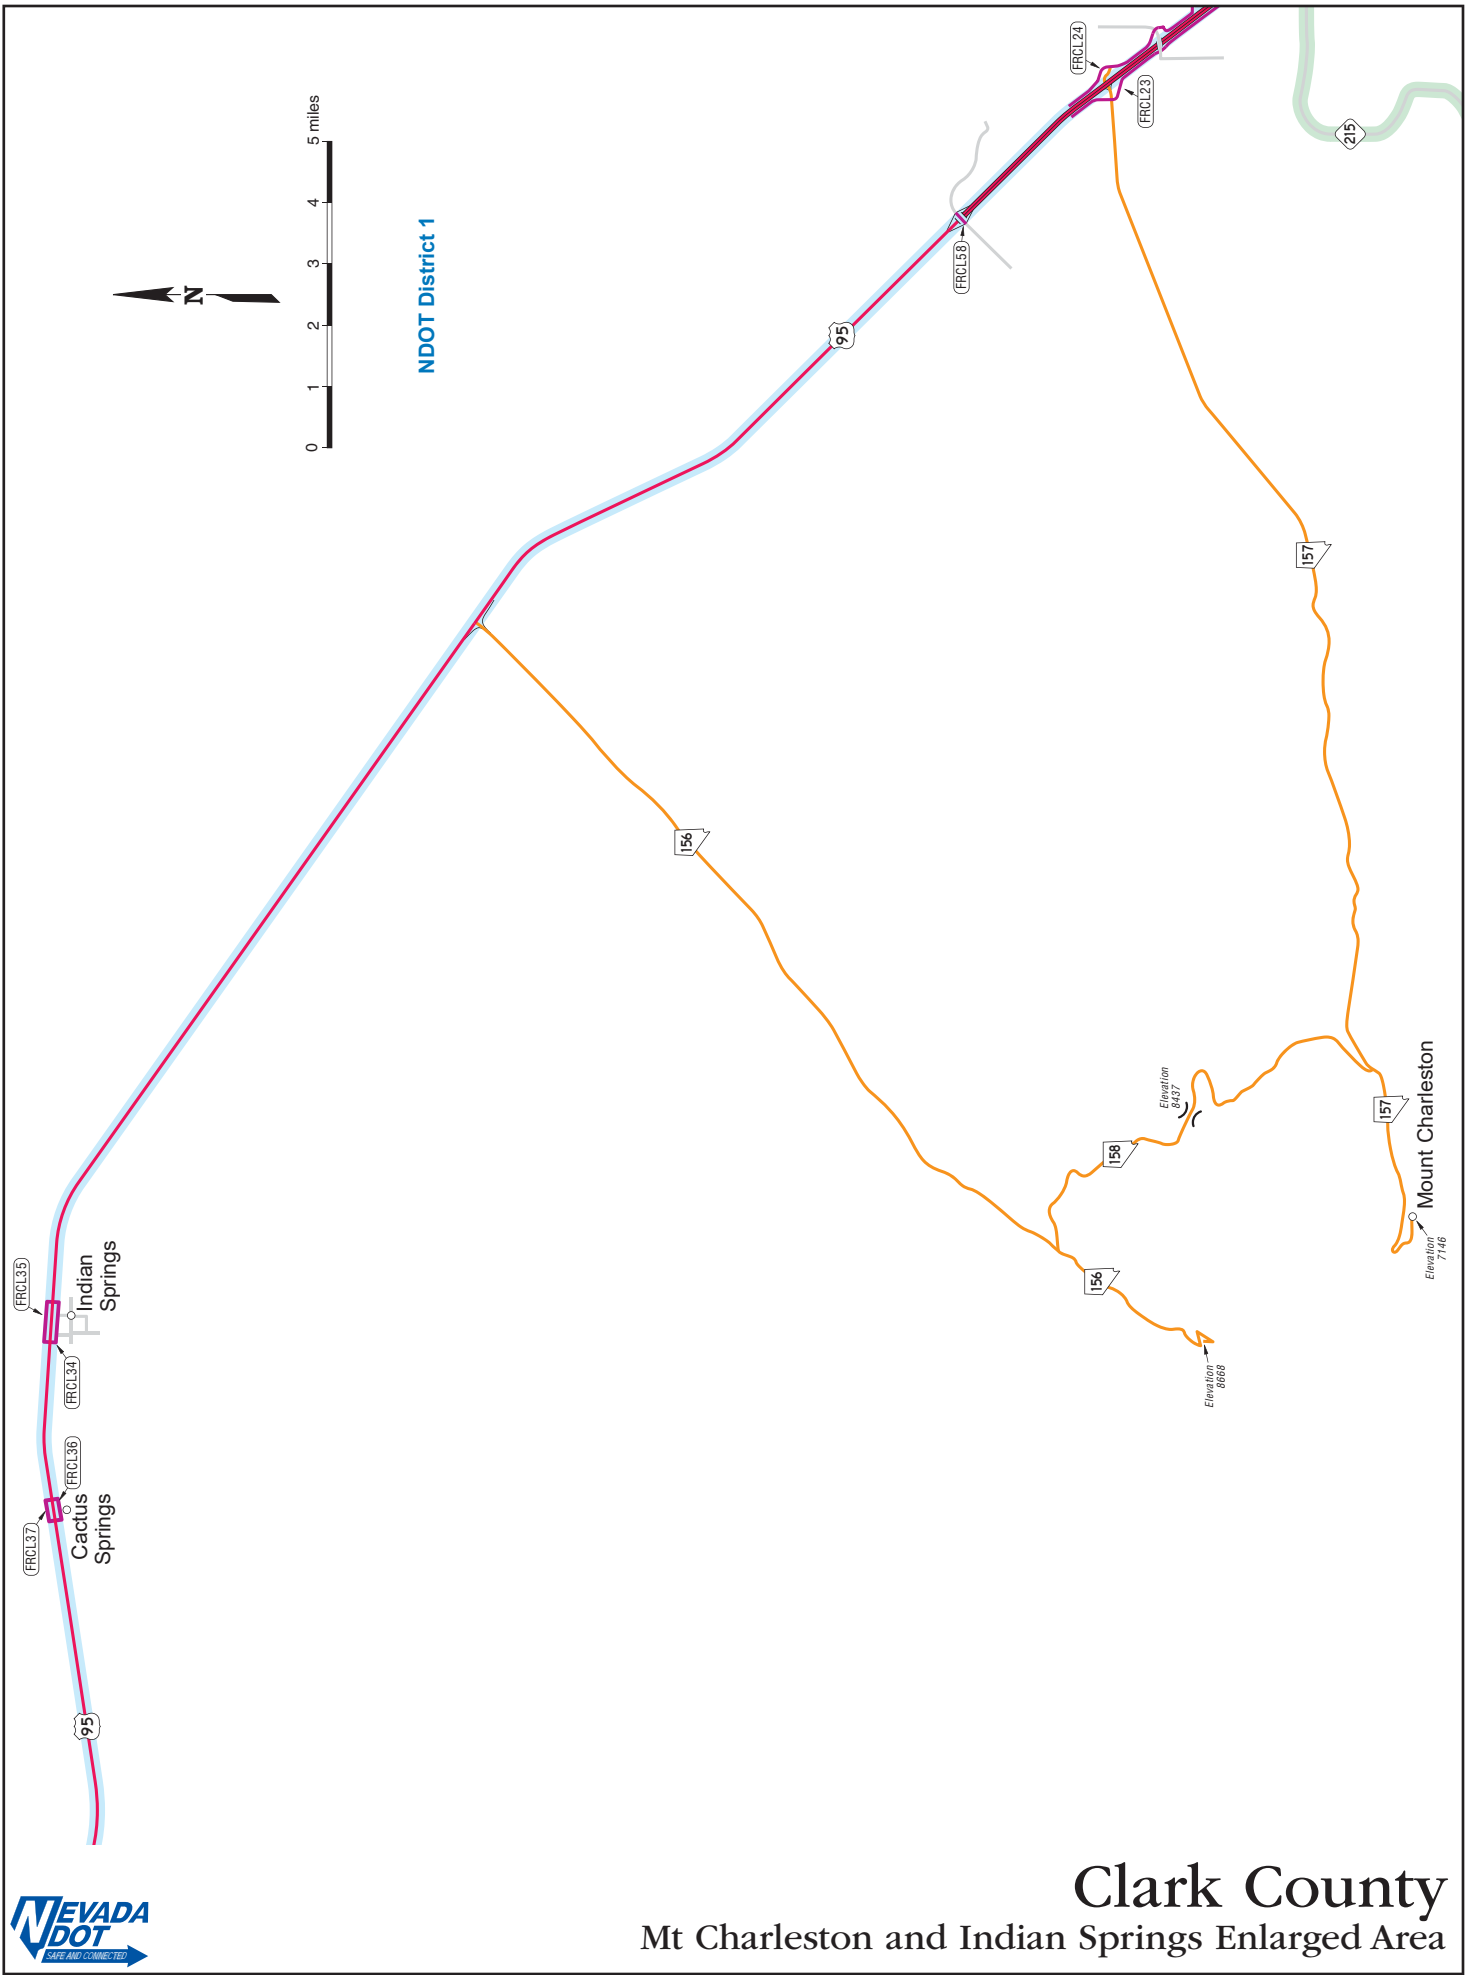 FRCL24
FRCL23
215
0 1 2 3 4 5 miles
N
NDOT District 1
FRCL58
95
157
156
Elevation
8437
158
157
Mount Charleston
Elevation
7146
156
Elevation
8668
FRCL35
Indian
Springs
FRCL34
FRCL36
FRCL37
Cactus
Springs
95
NEVADA
DOT
SAFE AND CONNECTED
Clark County
Mt Charleston and Indian Springs Enlarged Area